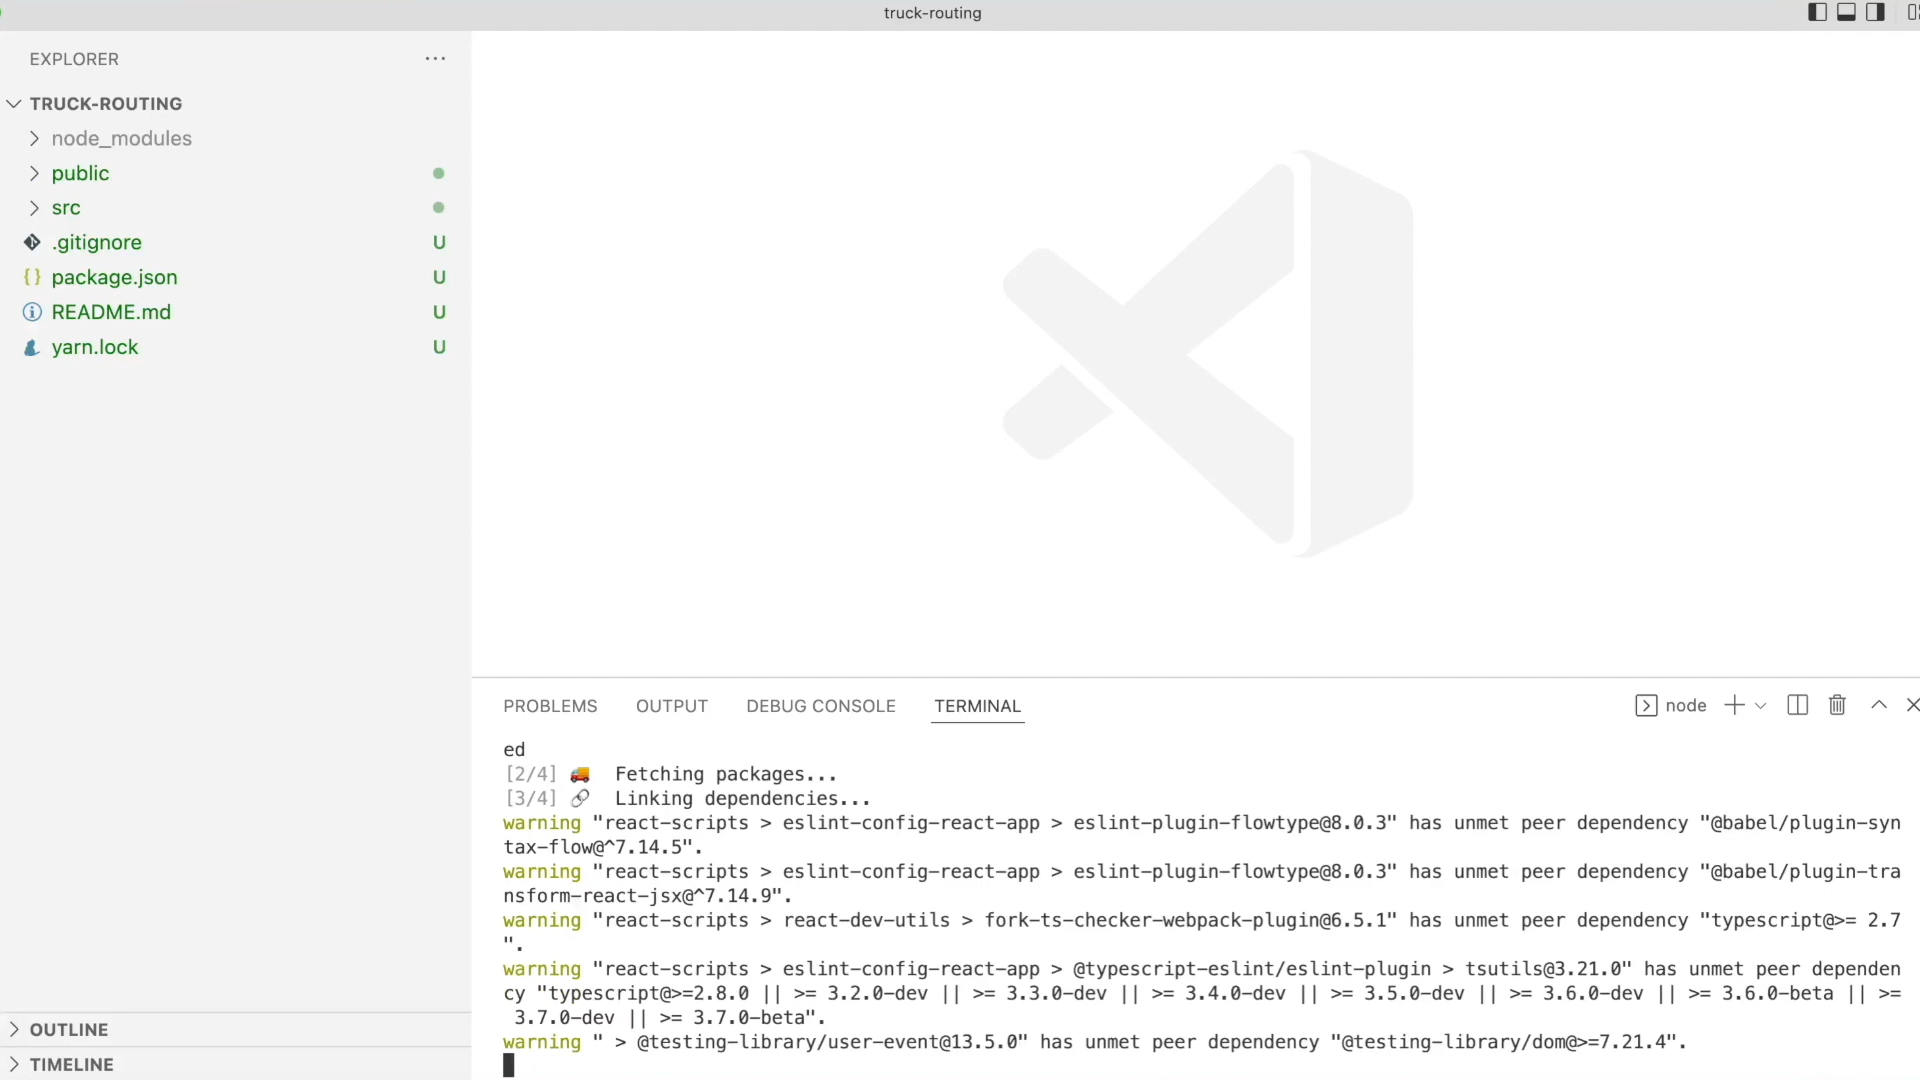 truck-routing
EXPLORER
TRUCK-ROUTING
node_modules
public
src
.gitignore U
package.json U
README.md U
yarn.lock U
OUTLINE
TIMELINE
PROBLEMS OUTPUT DEBUG CONSOLE TERMINAL node
ed
[2/4] 🚚 Fetching packages...
[3/4] 🔗 Linking dependencies...
warning "react-scripts > eslint-config-react-app > eslint-plugin-flowtype@8.0.3" has unmet peer dependency "@babel/plugin-syn
tax-flow@^7.14.5".
warning "react-scripts > eslint-config-react-app > eslint-plugin-flowtype@8.0.3" has unmet peer dependency "@babel/plugin-tra
nsform-react-jsx@^7.14.9".
warning "react-scripts > react-dev-utils > fork-ts-checker-webpack-plugin@6.5.1" has unmet peer dependency "typescript@>= 2.7
".
warning "react-scripts > eslint-config-react-app > @typescript-eslint/eslint-plugin > tsutils@3.21.0" has unmet peer dependen
cy "typescript@>=2.8.0 || >= 3.2.0-dev || >= 3.3.0-dev || >= 3.4.0-dev || >= 3.5.0-dev || >= 3.6.0-dev || >= 3.6.0-beta || >=
3.7.0-dev || >= 3.7.0-beta".
warning " > @testing-library/user-event@13.5.0" has unmet peer dependency "@testing-library/dom@>=7.21.4".